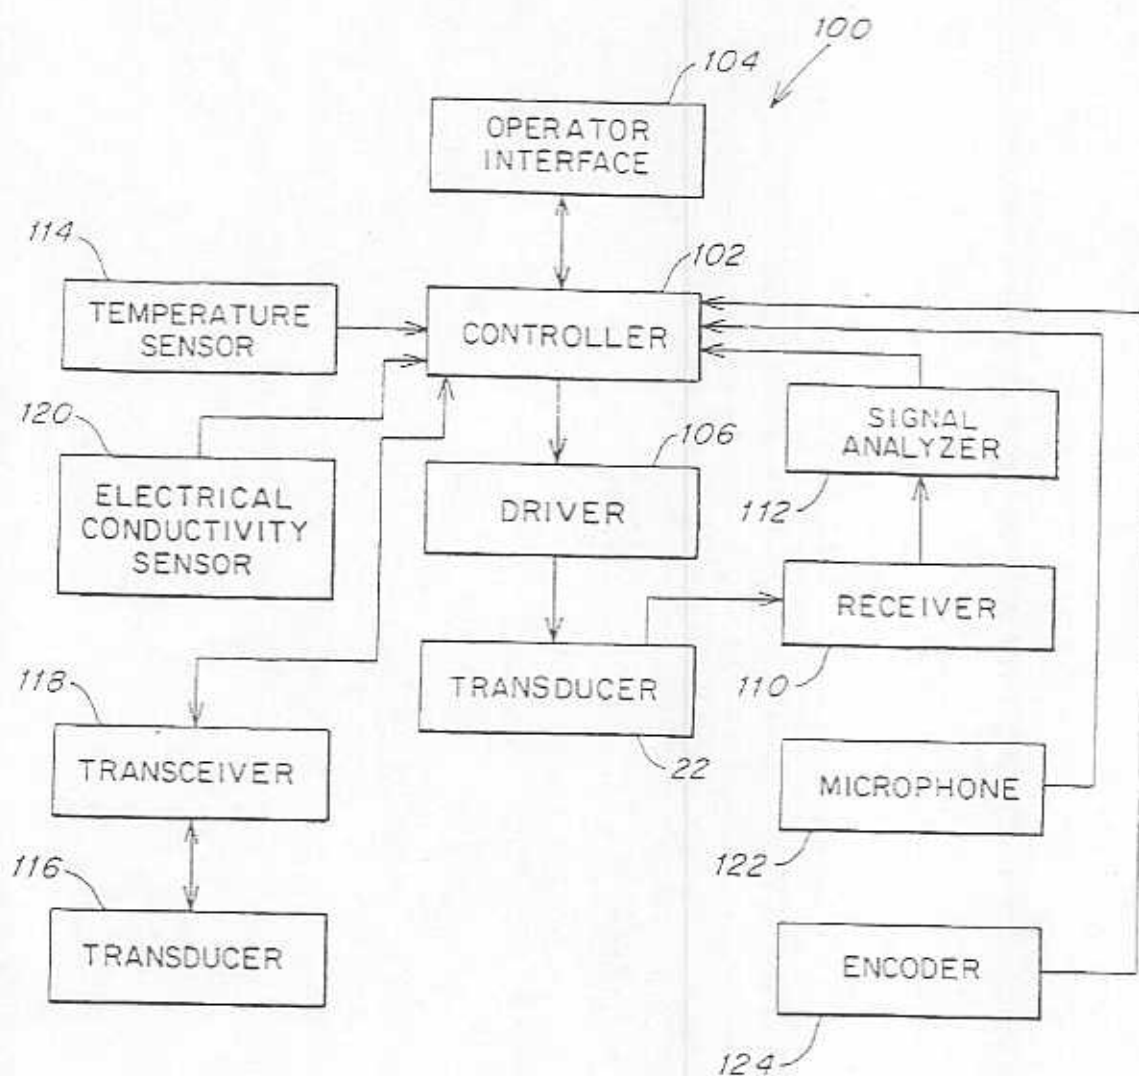 100
104
OPERATOR
INTERFACE
114
102
TEMPERATURE
SENSOR
CONTROLLER
120
106
SIGNAL
ANALYZER
ELECTRICAL
CONDUCTIVITY
SENSOR
DRIVER
112
RECEIVER
118
TRANSDUCER
110
22
TRANSCEIVER
MICROPHONE
116
122
TRANSDUCER
ENCODER
124